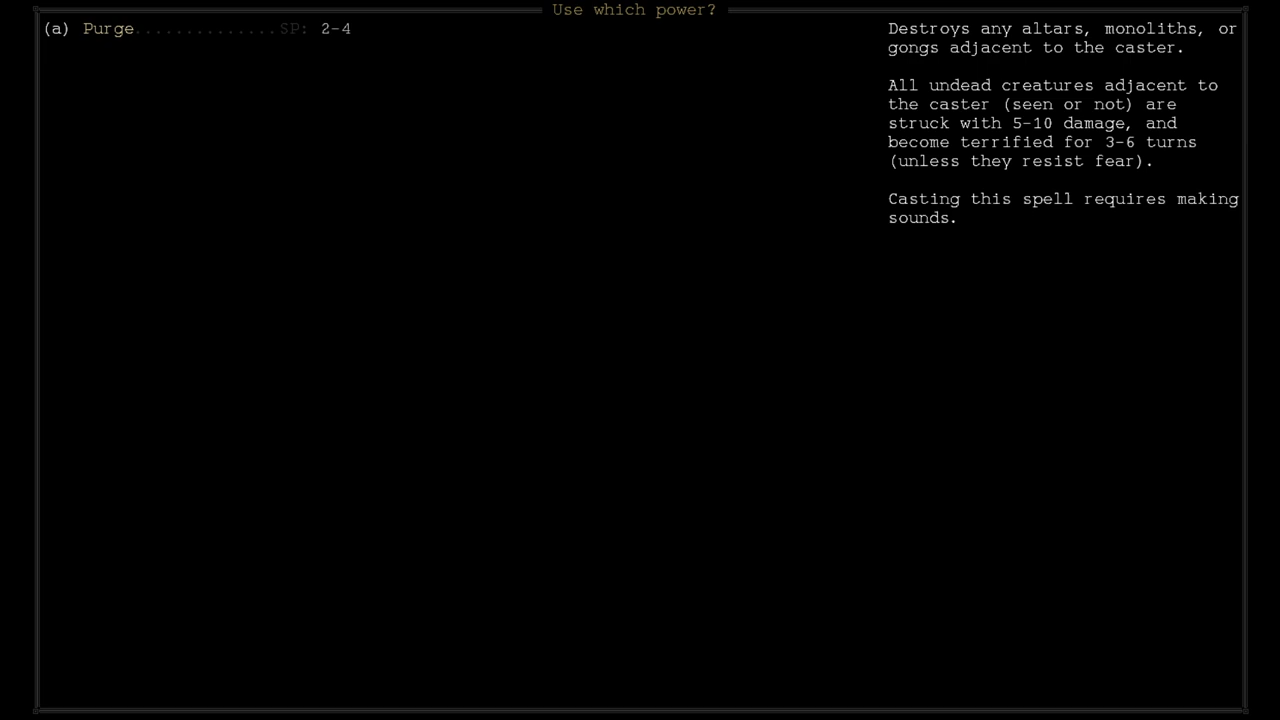 Use which power?
(a) Purge..............SP: 2-4
Destroys any altars, monoliths, or
gongs adjacent to the caster.
All undead creatures adjacent to
the caster (seen or not) are
struck with 5-10 damage, and
become terrified for 3-6 turns
(unless they resist fear).
Casting this spell requires making
sounds.